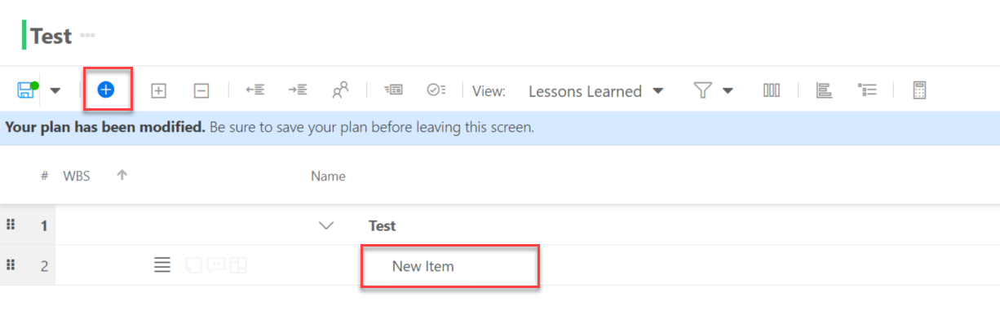 Test
View: Lessons Learned
Your plan has been modified. Be sure to save your plan before leaving this screen.
# WBS Name
1 Test
2 New Item